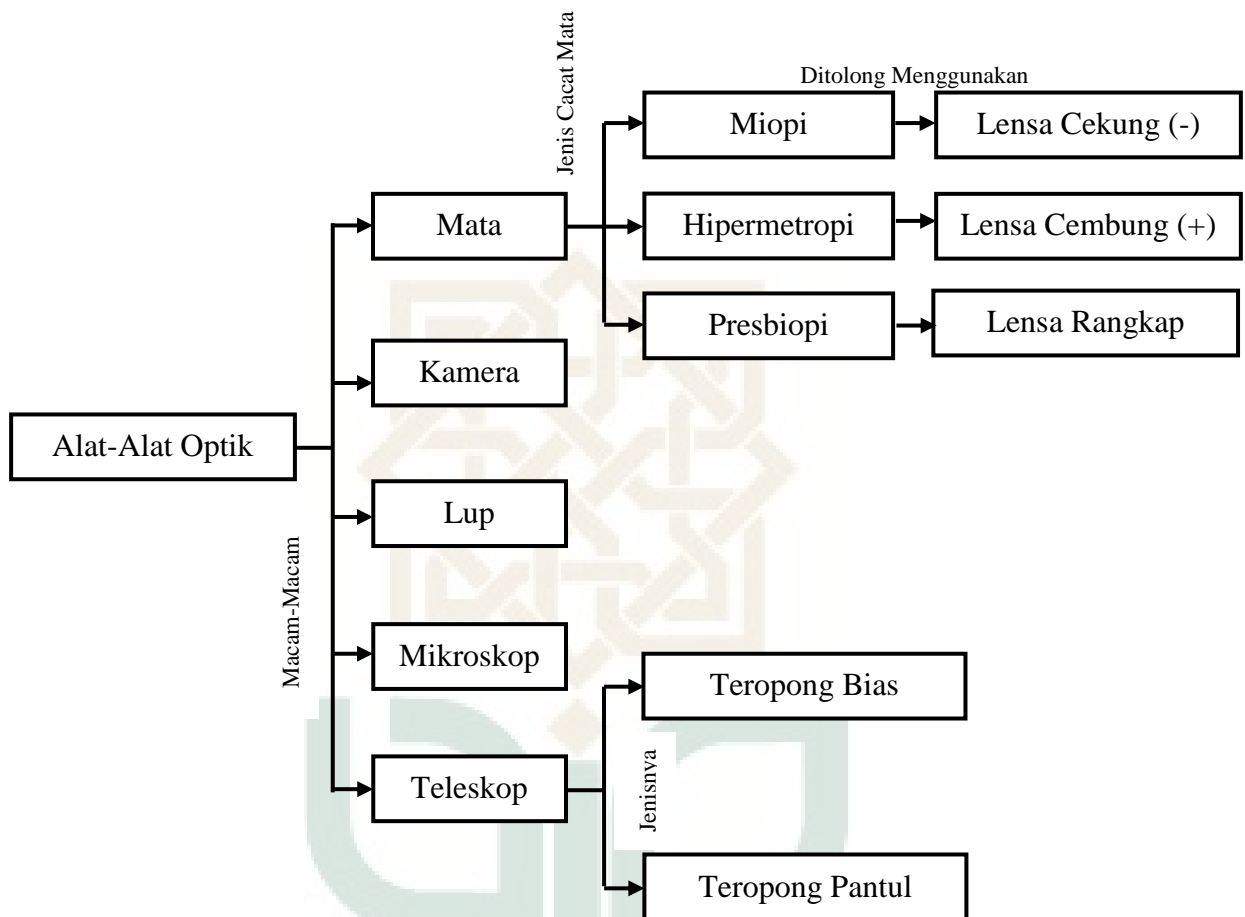 Jenis Cacat Mata
Ditolong Menggunakan
Miopi
Lensa Cekung (-)
Mata
Hipermetropi
Lensa Cembung (+)
Presbiopi
Lensa Rangkap
Kamera
Alat-Alat Optik
Lup
Macam-Macam
Mikroskop
Teropong Bias
Teleskop
Jenisnya
Teropong Pantul